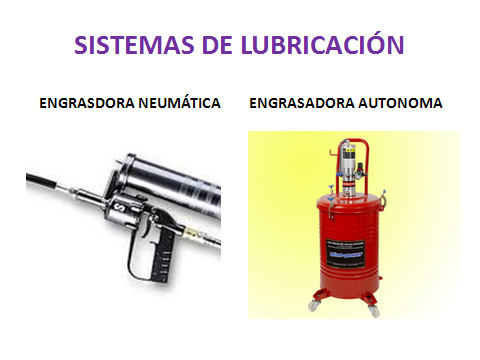 SISTEMAS DE LUBRICACIÓN
ENGRASDORA NEUMÁTICA
ENGRASADORA AUTONOMA